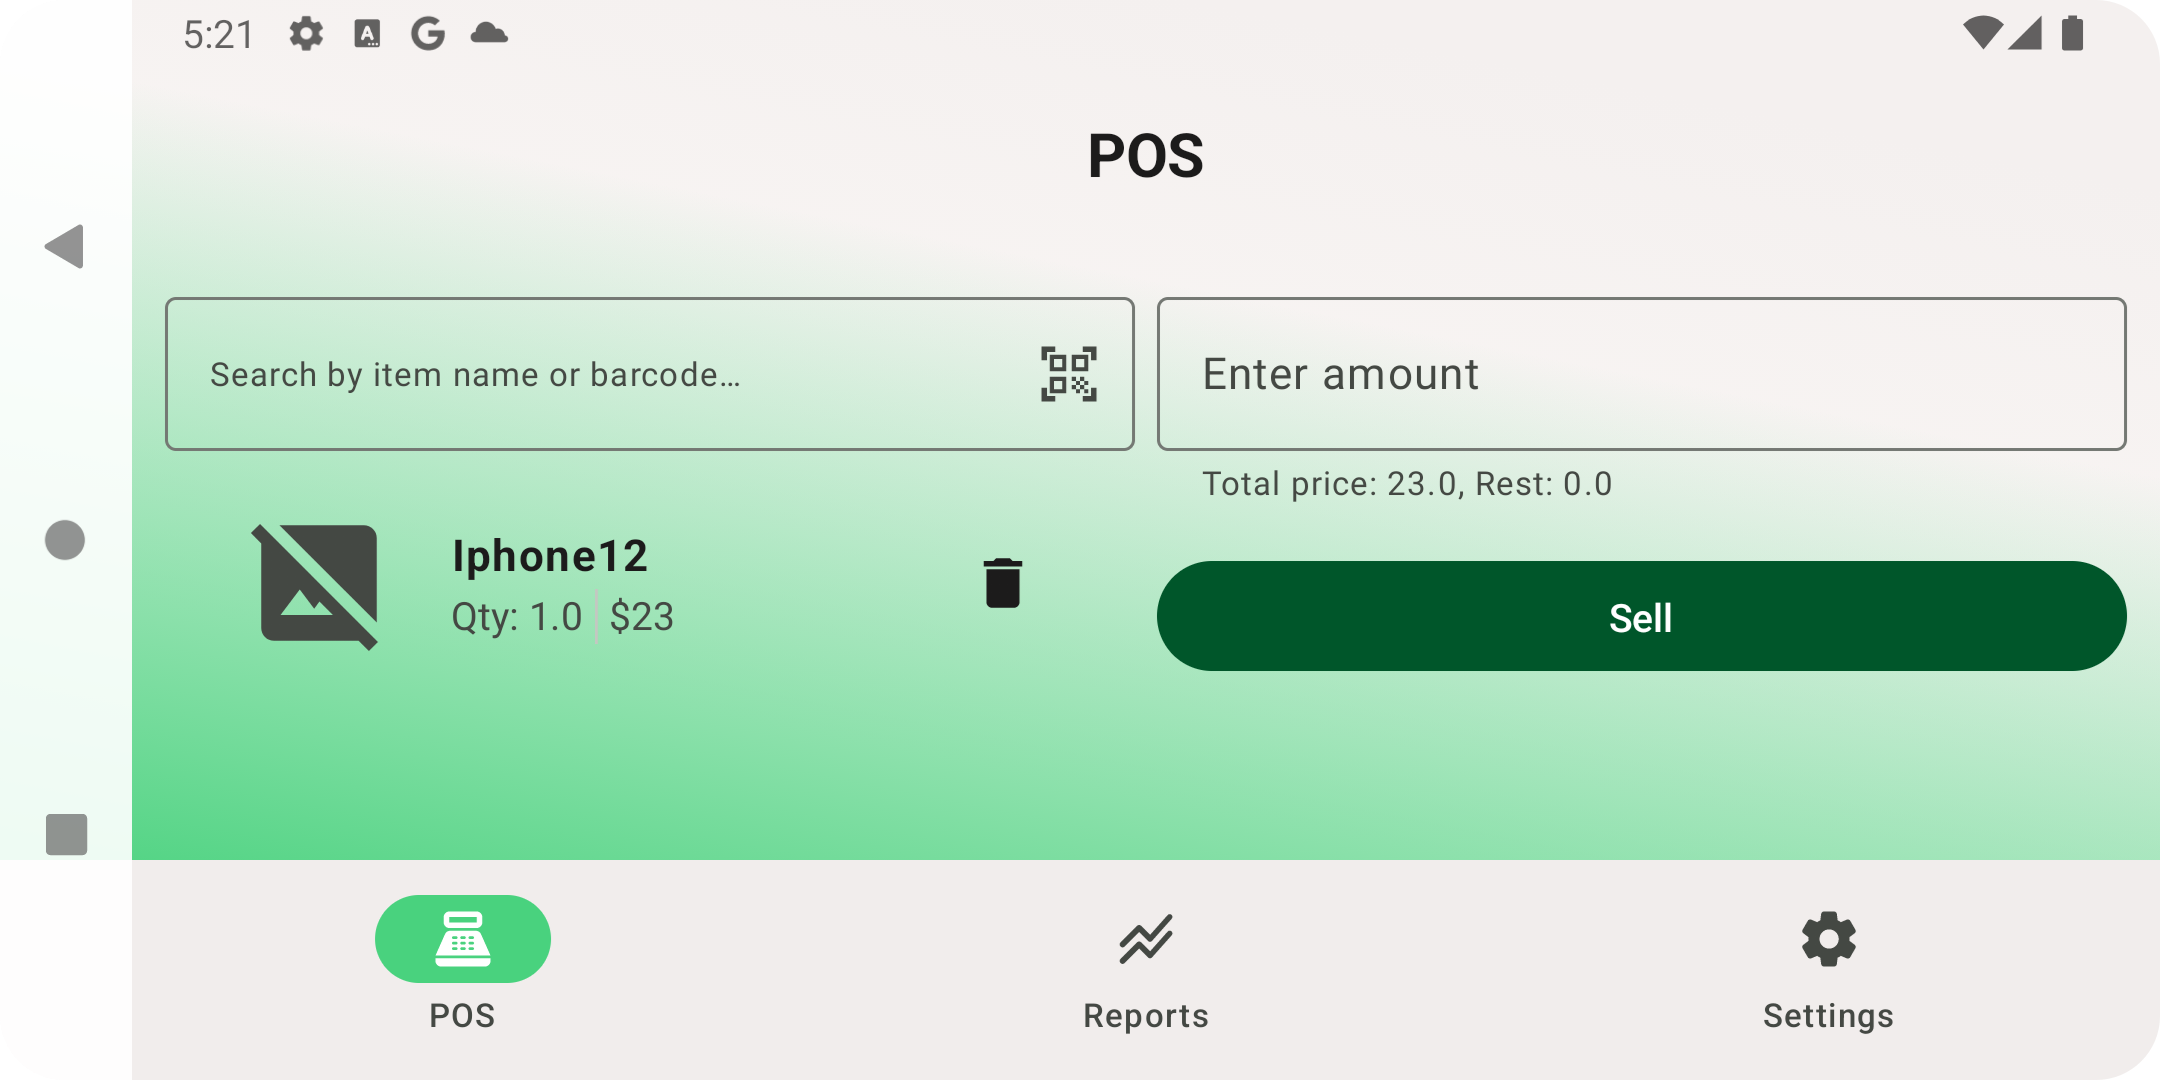 5:21
POS
Search by item name or barcode...
Enter amount
Total price: 23.0, Rest: 0.0
Iphone12
Qty: 1.0 $23
Sell
POS
Reports
Settings